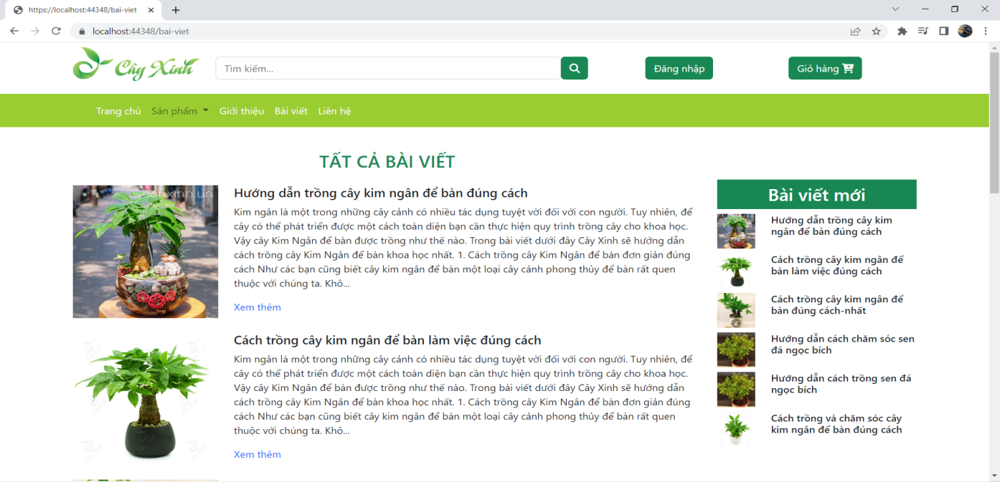 https://localhost:44348/bai-viet
localhost:44348/bai-viet
Cây Xinh
Tìm kiếm...
Đăng nhập
Giỏ hàng
Trang chủ
Sản phẩm
Giới thiệu
Bài viết
Liên hệ
TẤT CẢ BÀI VIẾT
Hướng dẫn trồng cây kim ngân để bàn đúng cách
Kim ngân là một trong những cây cảnh có nhiều tác dụng tuyệt vời đối với con người. Tuy nhiên, để
cây có thể phát triển được một cách toàn diện bạn cần thực hiện quy trình trồng cây cho khoa học.
Vậy cây Kim Ngân để bàn được trồng như thế nào. Trong bài viết dưới đây Cây Xinh sẽ hướng dẫn
cách trồng cây Kim Ngân để bàn khoa học nhất. 1. Cách trồng cây Kim Ngân để bàn đơn giản đúng
cách Như các bạn cũng biết cây kim ngân để bàn một loại cây cảnh phong thủy để bàn rất quen
thuộc với chúng ta. Khô...
Xem thêm
Cách trồng cây kim ngân để bàn làm việc đúng cách
Kim ngân là một trong những cây cảnh có nhiều tác dụng tuyệt vời đối với con người. Tuy nhiên, để
cây có thể phát triển được một cách toàn diện bạn cần thực hiện quy trình trồng cây cho khoa học.
Vậy cây Kim Ngân để bàn được trồng như thế nào. Trong bài viết dưới đây Cây Xinh sẽ hướng dẫn
cách trồng cây Kim Ngân để bàn khoa học nhất. 1. Cách trồng cây Kim Ngân để bàn đơn giản đúng
cách Như các bạn cũng biết cây kim ngân để bàn một loại cây cảnh phong thủy để bàn rất quen
thuộc với chúng ta. Khô...
Xem thêm
Bài viết mới
Hướng dẫn trồng cây kim
ngân để bàn đúng cách
Cách trồng cây kim ngân để
bàn làm việc đúng cách
Cách trồng cây kim ngân để
bàn đúng cách-nhất
Hướng dẫn cách chăm sóc sen
đá ngọc bích
Hướng dẫn cách trồng sen đá
ngọc bích
Cách trồng và chăm sóc cây
kim ngân để bàn đúng cách